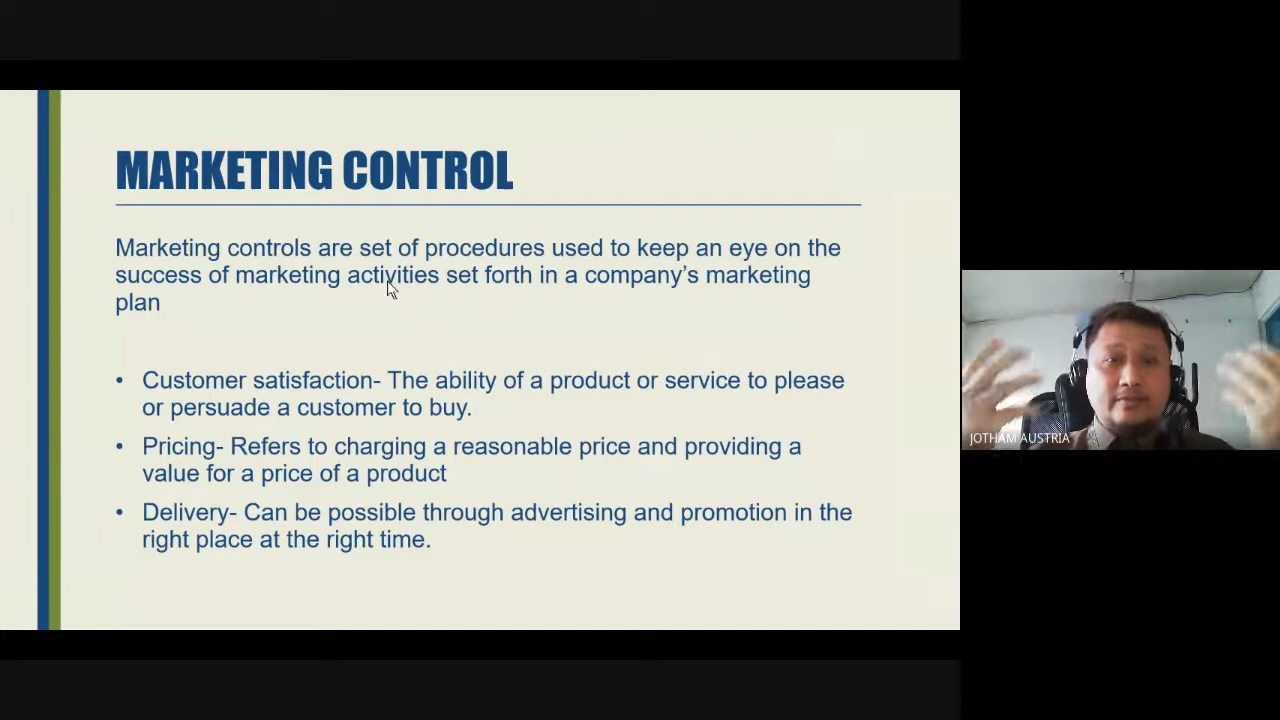 MARKETING CONTROL
Marketing controls are set of procedures used to keep an eye on the
success of marketing activities set forth in a company’s marketing
plan
• Customer satisfaction- The ability of a product or service to please
or persuade a customer to buy.
• Pricing- Refers to charging a reasonable price and providing a
value for a price of a product
• Delivery- Can be possible through advertising and promotion in the
right place at the right time.
JOTHAM AUSTRIA